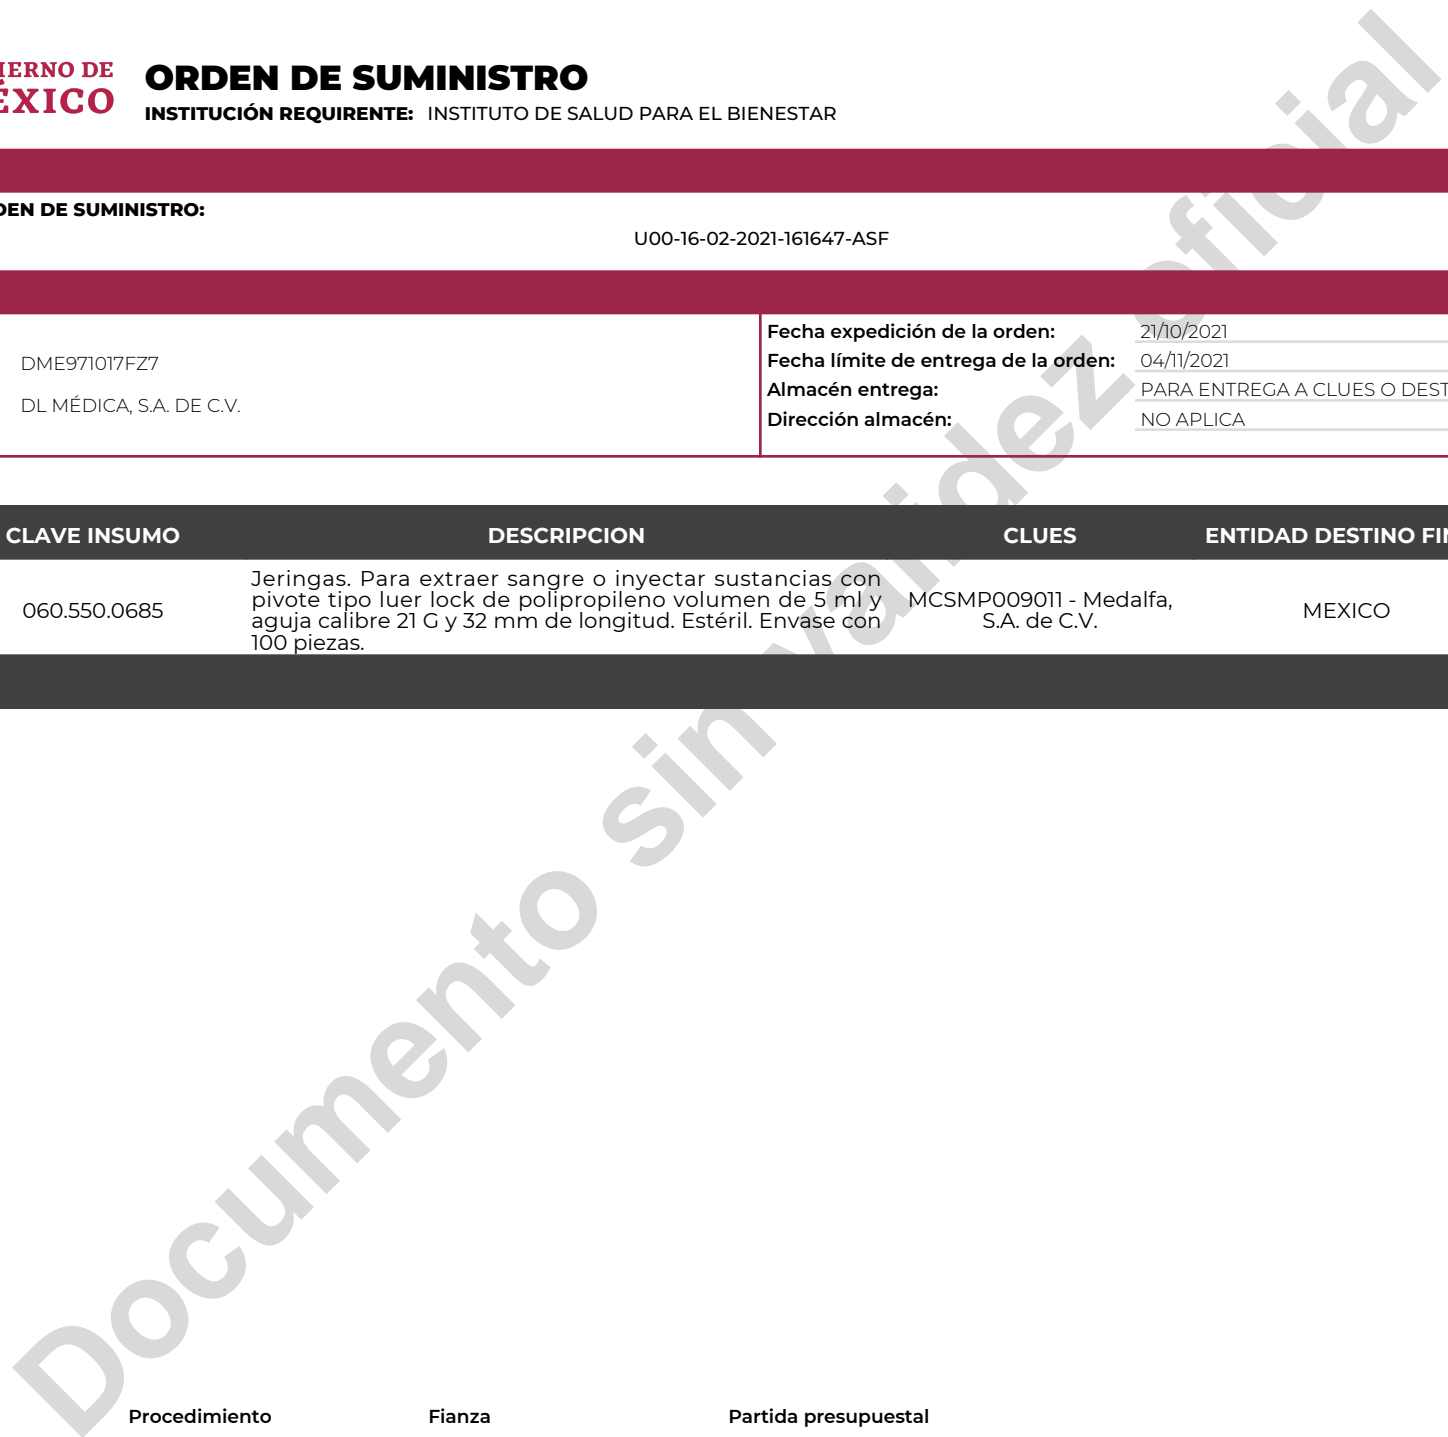 IERNO DE
ÉXICO
ORDEN DE SUMINISTRO
INSTITUCIÓN REQUIRENTE: INSTITUTO DE SALUD PARA EL BIENESTAR
DEN DE SUMINISTRO:
U00-16-02-2021-161647-ASF
DME971017FZ7
DL MÉDICA, S.A. DE C.V.
Fecha expedición de la orden: 21/10/2021
Fecha límite de entrega de la orden: 04/11/2021
Almacén entrega: PARA ENTREGA A CLUES O DEST
Dirección almacén: NO APLICA
CLAVE INSUMO DESCRIPCION CLUES ENTIDAD DESTINO FIN
060.550.0685
Jeringas. Para extraer sangre o inyectar sustancias con
pivote tipo luer lock de polipropileno volumen de 5 ml y
aguja calibre 21 G y 32 mm de longitud. Estéril. Envase con
100 piezas.
MCSMP009011 - Medalfa,
S.A. de C.V.
MEXICO
Documento sin validez oficial
Procedimiento Fianza Partida presupuestal